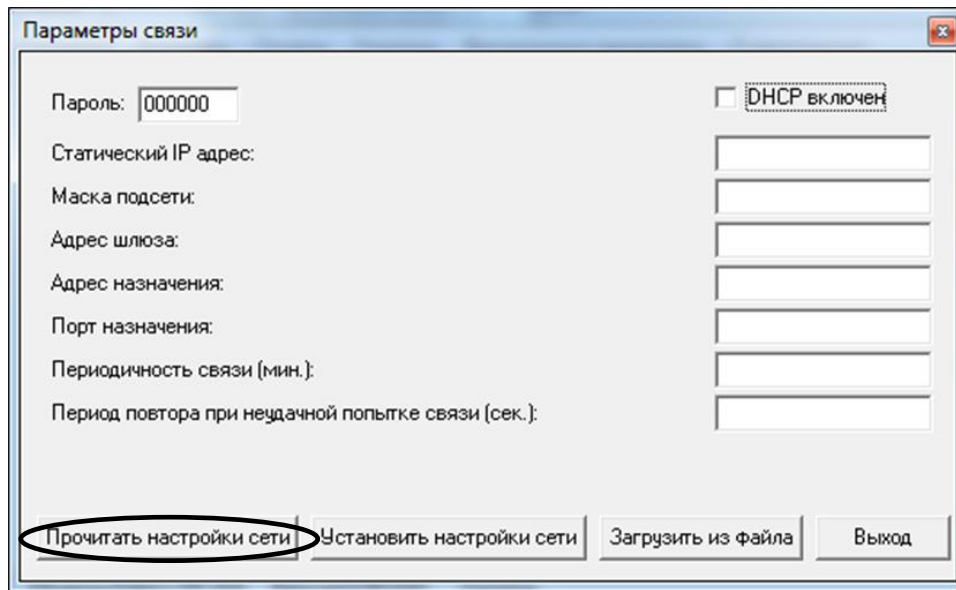 Параметры связи
Пароль: 000000 DHCP включен
Статический IP адрес:
Маска подсети:
Адрес шлюза:
Адрес назначения:
Порт назначения:
Периодичность связи (мин.):
Период повтора при неудачной попытке связи (сек.):
Прочитать настройки сети Установить настройки сети Загрузить из файла Выход